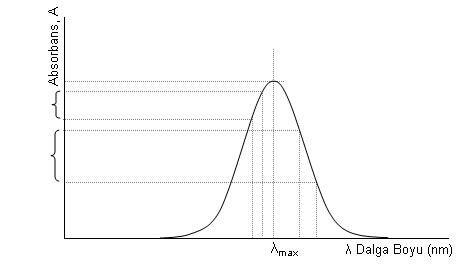 Absorbans, A
λmax
λ Dalga Boyu (nm)